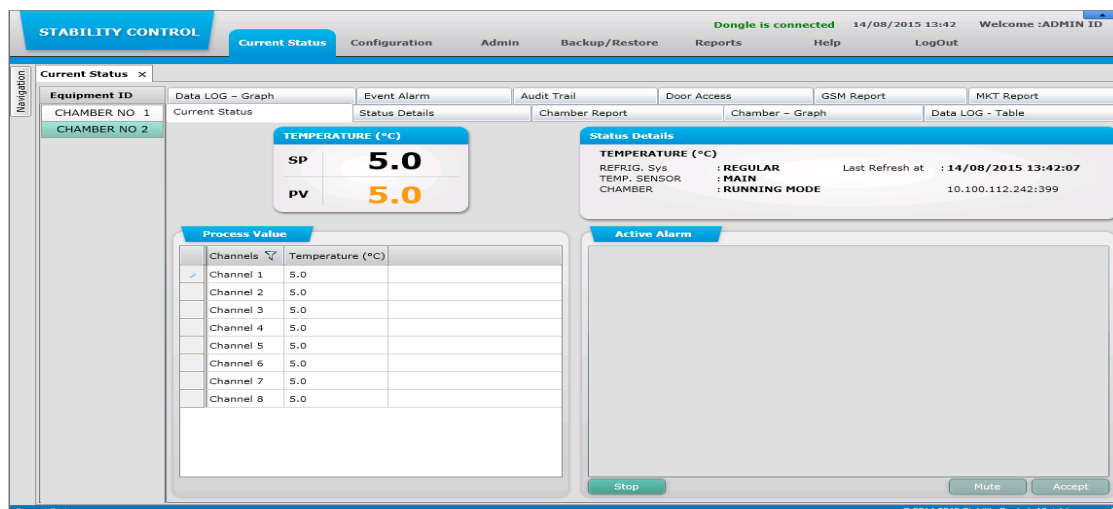 Dongle is connected 14/08/2015 13:42 Welcome :ADMIN ID
STABILITY CONTROL
Current Status Configuration Admin Backup/Restore Reports Help LogOut
Navigation
Current Status ×
Equipment ID
CHAMBER NO 1
CHAMBER NO 2
Data LOG – Graph Event Alarm Audit Trail Door Access GSM Report MKT Report
Current Status Status Details Chamber Report Chamber – Graph Data LOG - Table
TEMPERATURE (°C)
SP 5.0
PV 5.0
Status Details
TEMPERATURE (°C)
REFRIG. Sys : REGULAR Last Refresh at : 14/08/2015 13:42:07
TEMP. SENSOR : MAIN
CHAMBER : RUNNING MODE 10.100.112.242:399
Process Value
Channels Temperature (°C)
Channel 1 5.0
Channel 2 5.0
Channel 3 5.0
Channel 4 5.0
Channel 5 5.0
Channel 6 5.0
Channel 7 5.0
Channel 8 5.0
Active Alarm
Stop Mute Accept